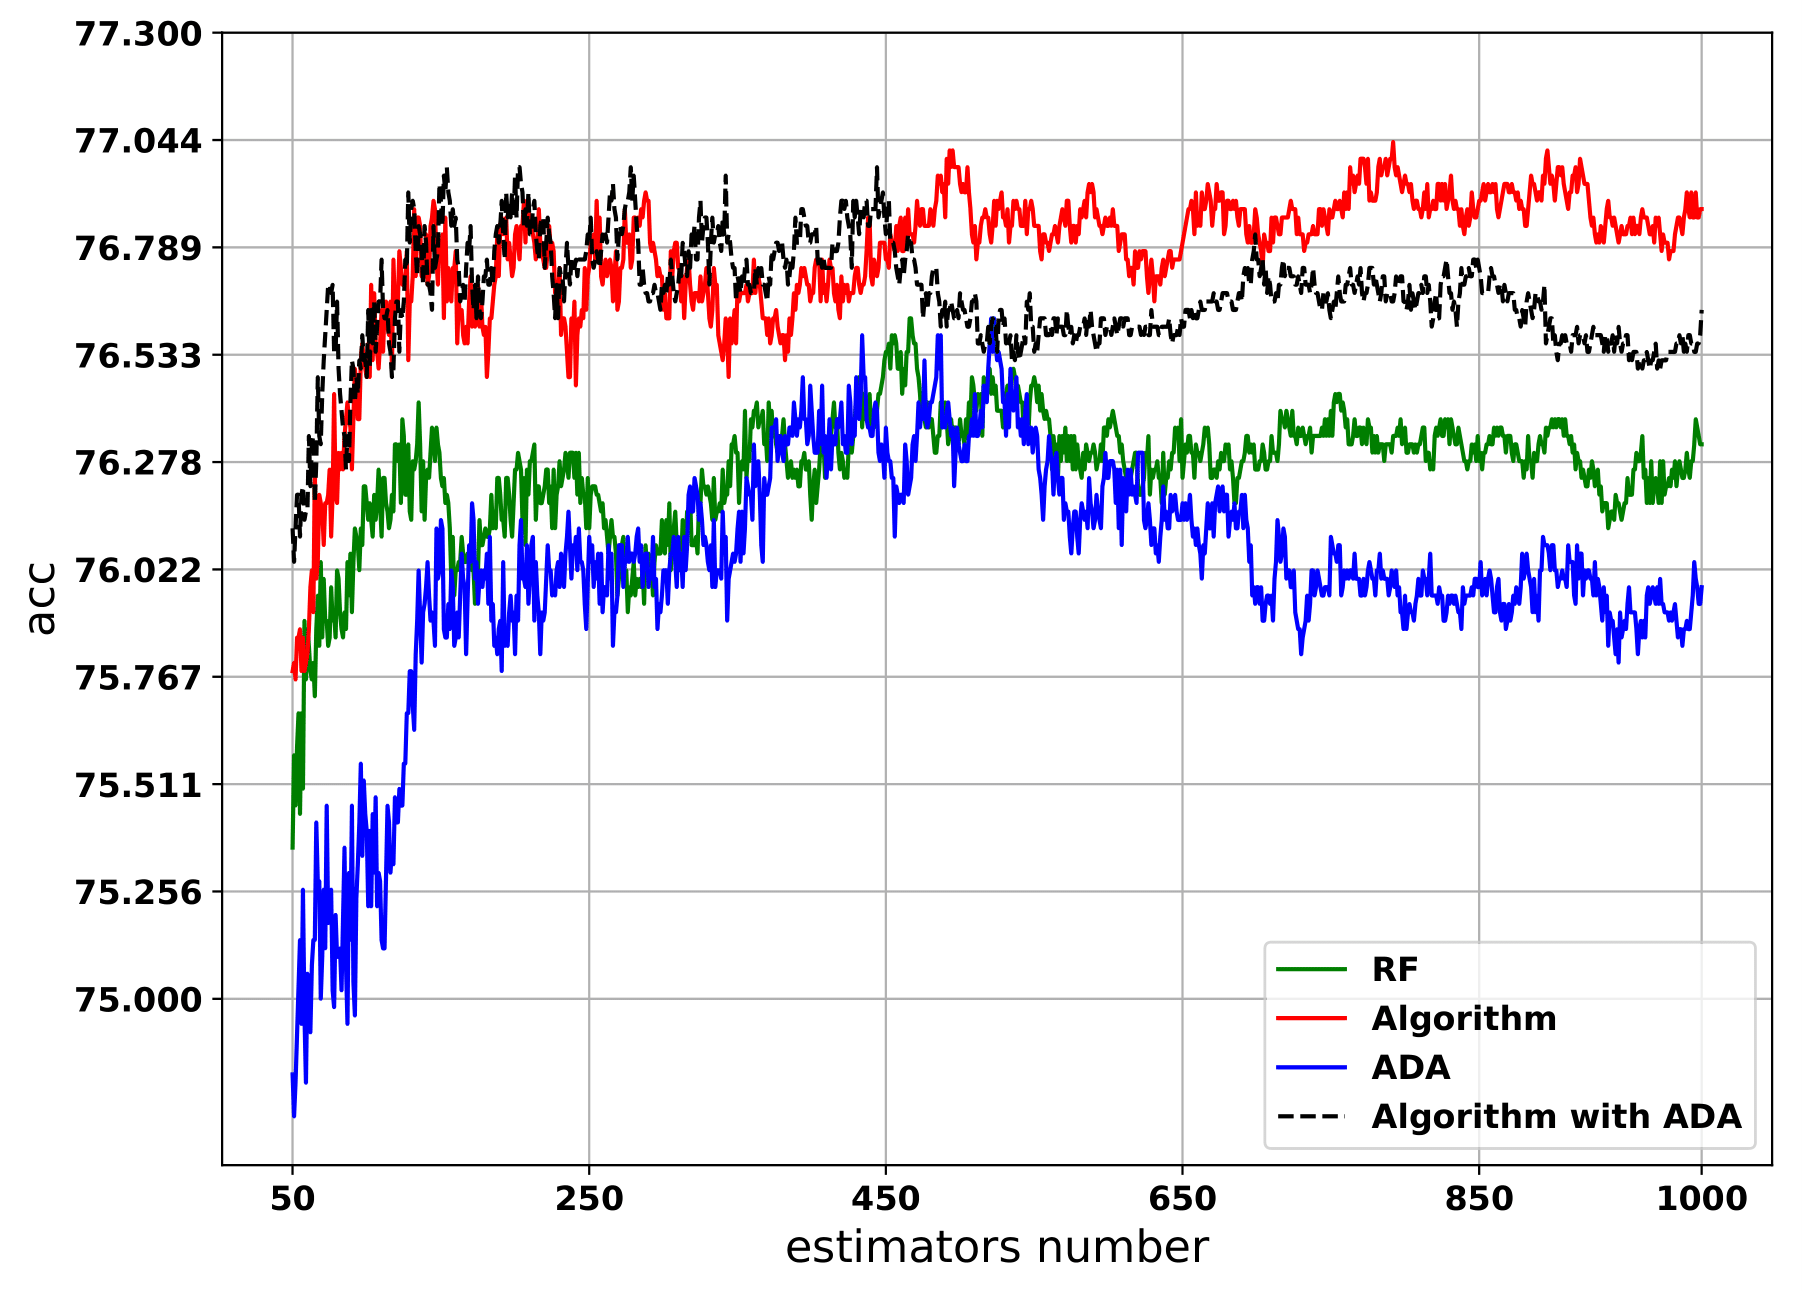 77.300
77.044
76.789
76.533
76.278
76.022
75.767
75.511
75.256
75.000
acc
RF
Algorithm
ADA
Algorithm with ADA
50 250 450 650 850 1000
estimators number